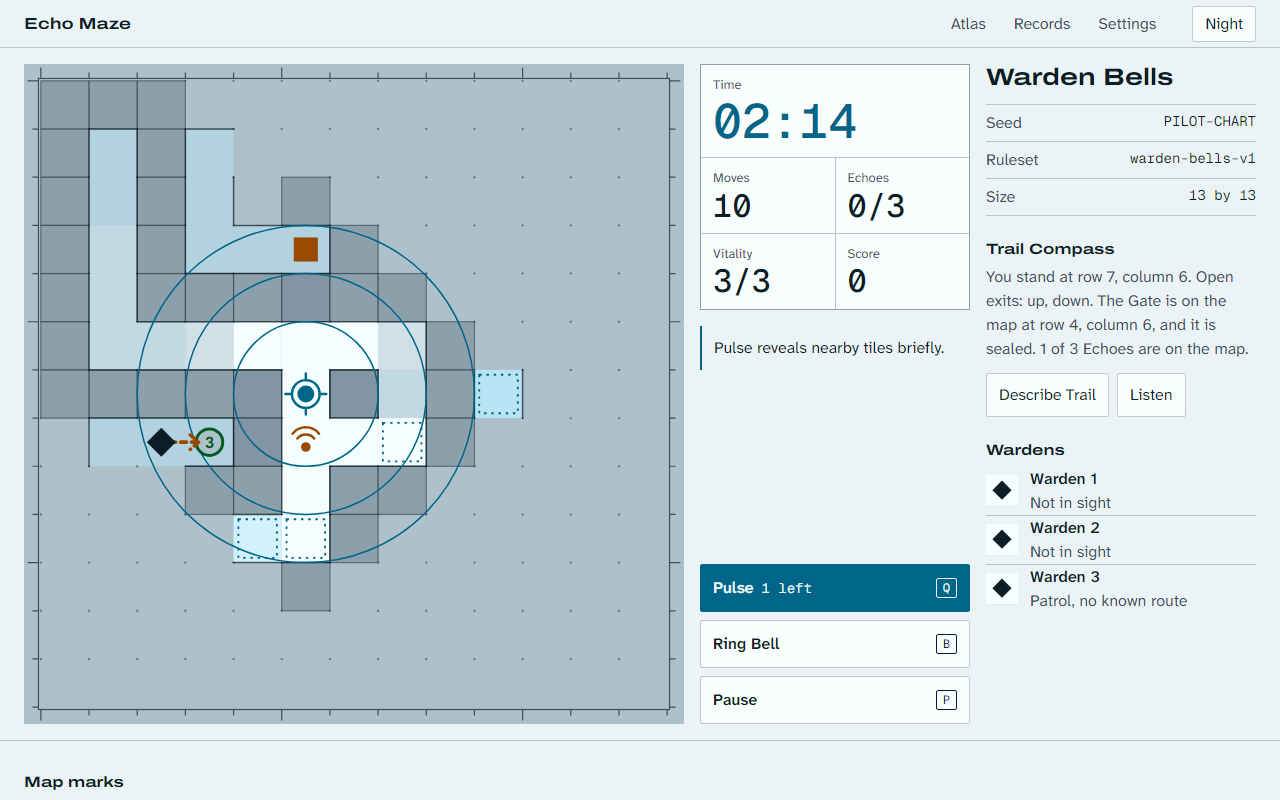 Echo Maze
Atlas
Records
Settings
Night
3
Time
02:14
Moves
10
Echoes
0/3
Vitality
3/3
Score
0
Pulse reveals nearby tiles briefly.
Pulse 1 left Q
Ring Bell B
Pause P
Warden Bells
Seed PILOT-CHART
Ruleset warden-bells-v1
Size 13 by 13
Trail Compass
You stand at row 7, column 6. Open
exits: up, down. The Gate is on the
map at row 4, column 6, and it is
sealed. 1 of 3 Echoes are on the map.
Describe Trail
Listen
Wardens
Warden 1
Not in sight
Warden 2
Not in sight
Warden 3
Patrol, no known route
Map marks